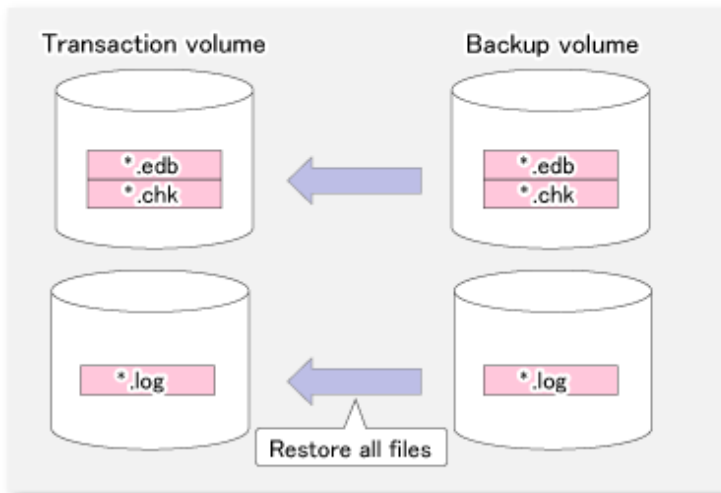 Transaction volume
Backup volume
*.edb
*.chk
*.edb
*.chk
*.log
*.log
Restore all files